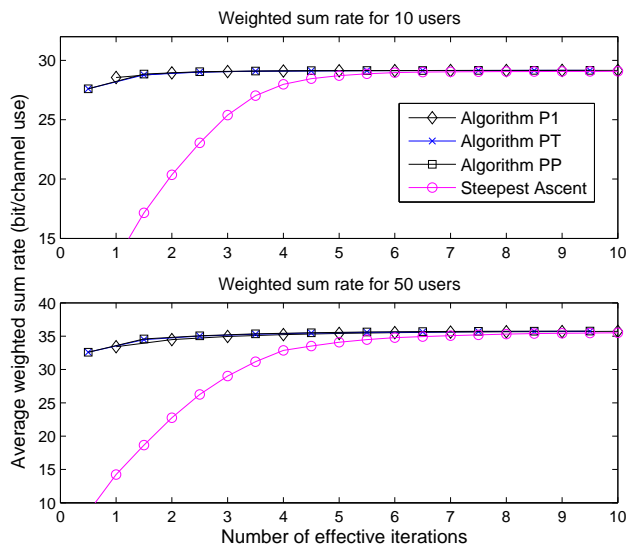 Weighted sum rate for 10 users
30
25
20
15
0 1 2 3 4 5 6 7 8 9 10
Algorithm P1
Algorithm PT
Algorithm PP
Steepest Ascent
Average weighted sum rate (bit/channel use)
Weighted sum rate for 50 users
40
35
30
25
20
15
10
0 1 2 3 4 5 6 7 8 9 10
Number of effective iterations